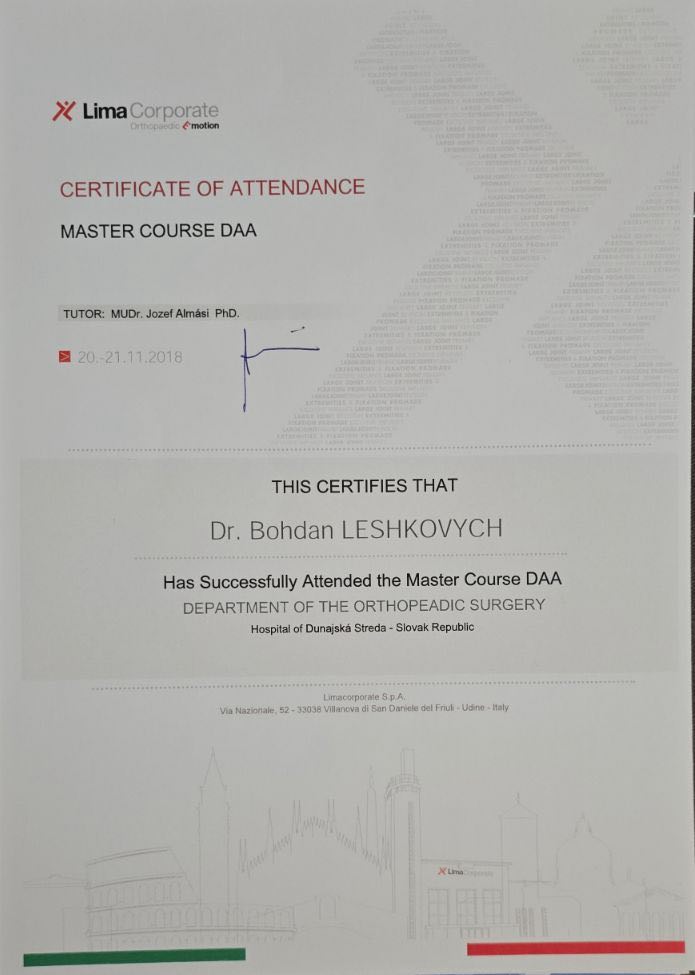 LimaCorporate
Orthopaedic motion
CERTIFICATE OF ATTENDANCE
MASTER COURSE DAA
TUTOR: MUDr. Jozef Almási PhD.
20.-21.11.2018
THIS CERTIFIES THAT
Dr. Bohdan LESHKOVYCH
Has Successfully Attended the Master Course DAA
DEPARTMENT OF THE ORTHOPEADIC SURGERY
Hospital of Dunajská Streda - Slovak Republic
Limacorporate S.p.A.
Via Nazionale, 52 - 33038 Villanova di San Daniele del Friuli - Udine - Italy
LimaCorporate